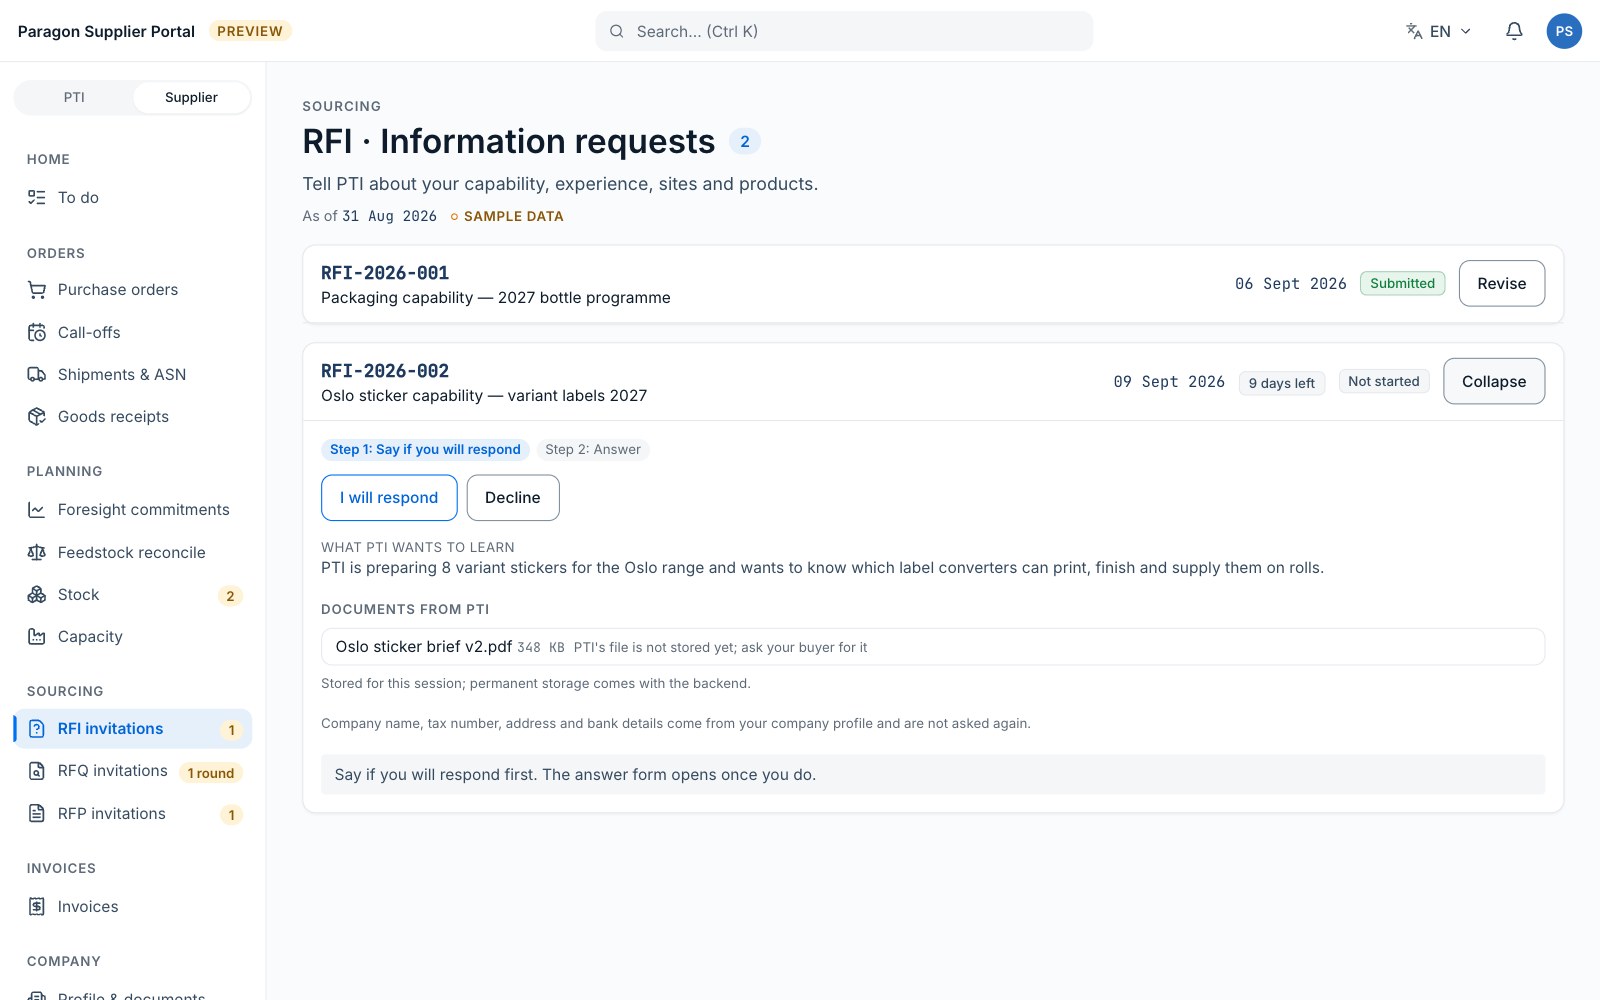 Paragon Supplier Portal PREVIEW
Search... (Ctrl K)
EN
PS
PTI Supplier
HOME
To do
ORDERS
Purchase orders
Call-offs
Shipments & ASN
Goods receipts
PLANNING
Foresight commitments
Feedstock reconcile
Stock 2
Capacity
SOURCING
RFI invitations 1
RFQ invitations 1 round
RFP invitations 1
INVOICES
Invoices
COMPANY
Profile & documents
SOURCING
RFI · Information requests 2
Tell PTI about your capability, experience, sites and products.
As of 31 Aug 2026 SAMPLE DATA
RFI-2026-001
Packaging capability — 2027 bottle programme
06 Sept 2026 Submitted Revise
RFI-2026-002
Oslo sticker capability — variant labels 2027
09 Sept 2026 9 days left Not started Collapse
Step 1: Say if you will respond Step 2: Answer
I will respond Decline
WHAT PTI WANTS TO LEARN
PTI is preparing 8 variant stickers for the Oslo range and wants to know which label converters can print, finish and supply them on rolls.
DOCUMENTS FROM PTI
Oslo sticker brief v2.pdf 348 KB PTI's file is not stored yet; ask your buyer for it
Stored for this session; permanent storage comes with the backend.
Company name, tax number, address and bank details come from your company profile and are not asked again.
Say if you will respond first. The answer form opens once you do.